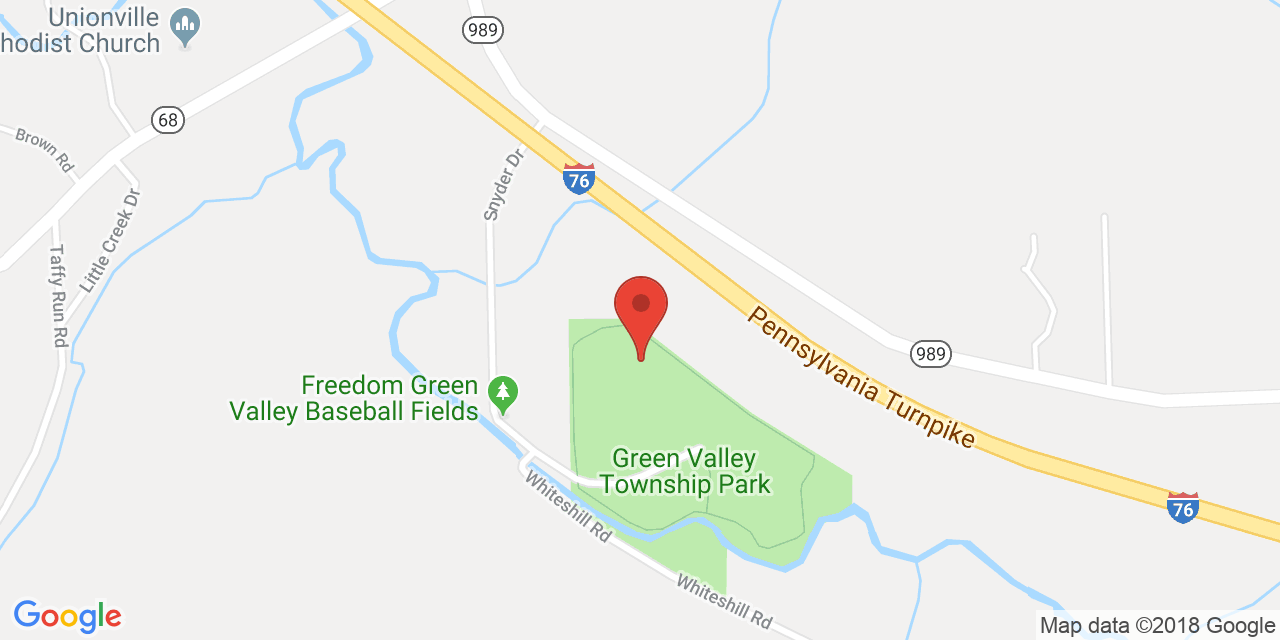 Unionville
hodist Church
989
68
Brown Rd
Snyder Dr
76
Little Creek Dr
Taffy Run Rd
Pennsylvania Turnpike
989
Freedom Green
Valley Baseball Fields
Green Valley
Township Park
Whiteshill Rd
76
Whiteshill Rd
Google
Map data ©2018 Google